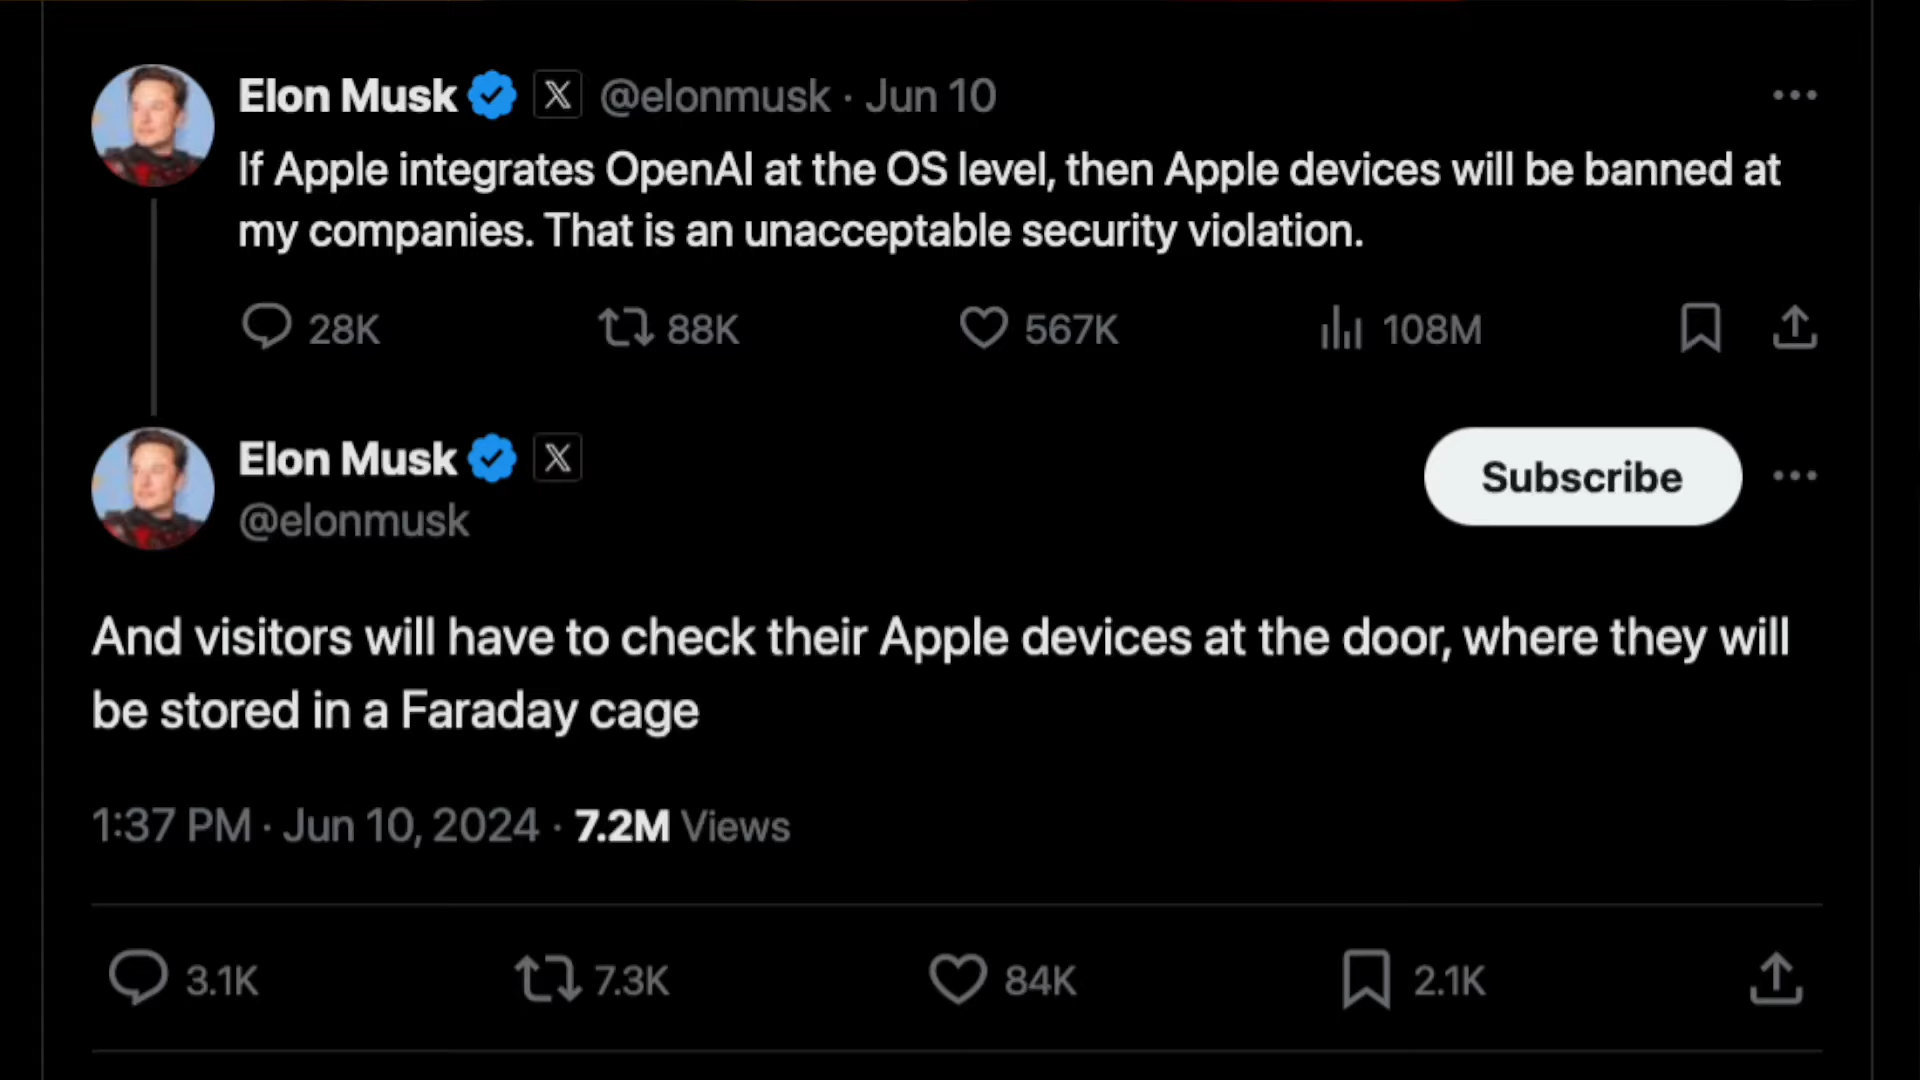 Elon Musk X @elonmusk · Jun 10
If Apple integrates OpenAI at the OS level, then Apple devices will be banned at
my companies. That is an unacceptable security violation.
28K 88K 567K 108M
Elon Musk X
@elonmusk
Subscribe
And visitors will have to check their Apple devices at the door, where they will
be stored in a Faraday cage
1:37 PM · Jun 10, 2024 · 7.2M Views
3.1K 7.3K 84K 2.1K